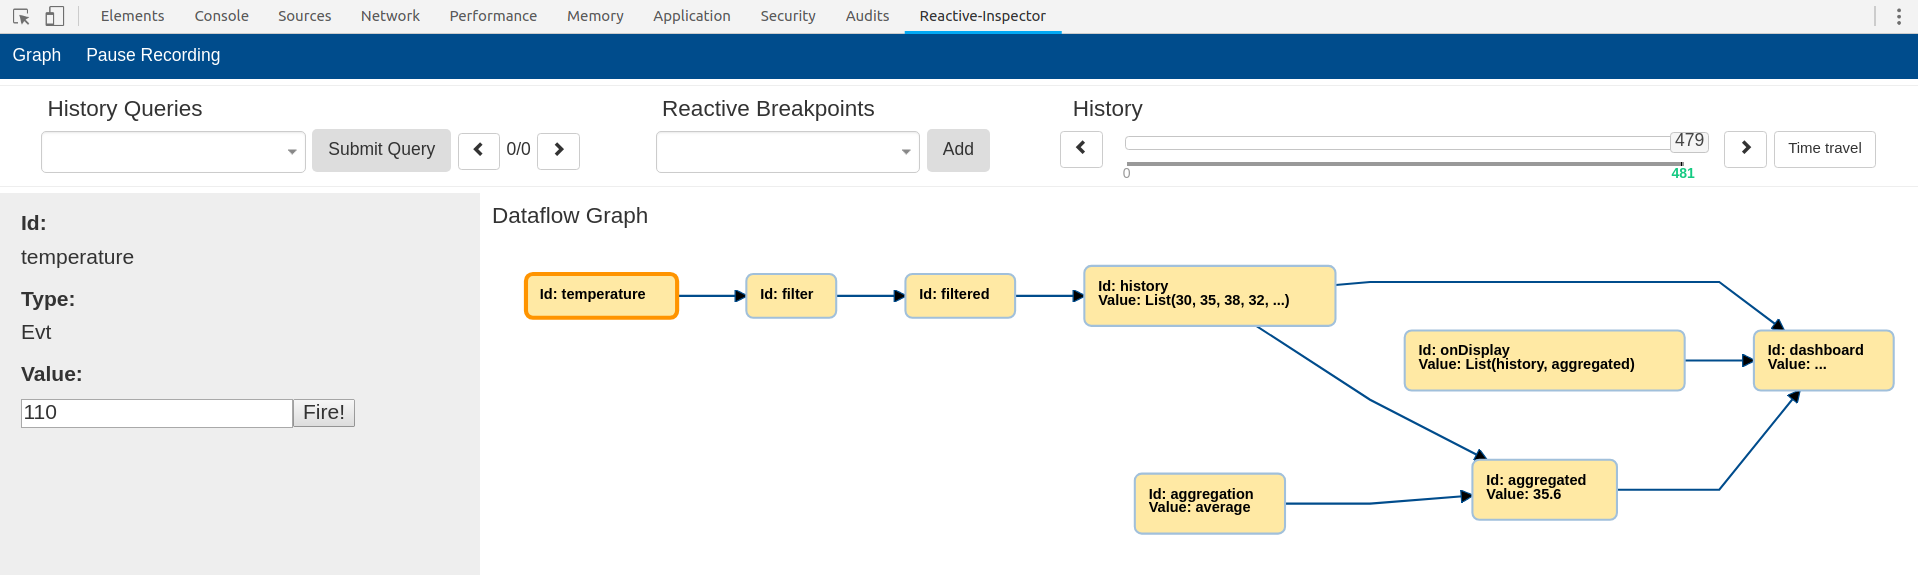 Elements Console Sources Network Performance Memory Application Security Audits Reactive-Inspector
Graph Pause Recording
History Queries
Submit Query
0/0
Reactive Breakpoints
Add
History
479
0
481
Time travel
Id:
temperature
Type:
Evt
Value:
110
Fire!
Dataflow Graph
Id: temperature
Id: filter
Id: filtered
Id: history
Value: List(30, 35, 38, 32, ...)
Id: onDisplay
Value: List(history, aggregated)
Id: dashboard
Value: ...
Id: aggregation
Value: average
Id: aggregated
Value: 35.6